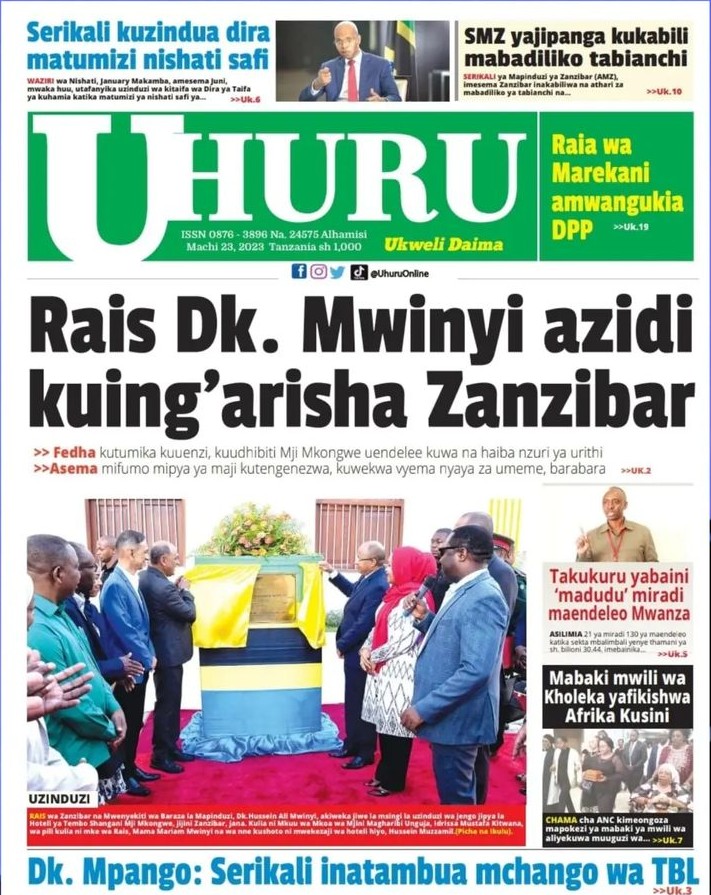 Serikali kuzindua dira
matumizi nishati safi
WAZIRI wa Nishati, January Makamba, amesema Juni,
mwaka huu, utafanyika uzinduzi wa kitaifa wa Dira ya Taifa
ya kuhamia katika matumizi ya nishati safi ya...
>>Uk.6
SMZ yajipanga kukabili
mabadiliko tabianchi
SERIKALI ya Mapinduzi ya Zanzibar (AMZ),
imesema Zanzibar inakabiliwa na athari za
mabadiliko ya tabianchi na...
>>Uk.10
UHURU
ISSN 0876 - 3896 Na. 24575 Alhamisi
Machi 23, 2023 Tanzania sh 1,000
Ukweli Daima
Raia wa
Marekani
amwangukia
DPP >>Uk.19
@UhuruOnline
Rais Dk. Mwinyi azidi
kuing'arisha Zanzibar
>> Fedha kutumika kuuenzi, kuudhibiti Mji Mkongwe uendelee kuwa na haiba nzuri ya urithi
>>Asema mifumo mipya ya maji kutengenezwa, kuwekwa vyema nyaya za umeme, barabara >>UK.2
UZINDUZI
RAIS wa Zanzibar na Mwenyekiti wa Baraza la Mapinduzi, Dk.Hussein Ali Mwinyi, akiweka jiwe la msingi la uzinduzi wa jengo jipya la
Hoteli ya Tembo Shangani Mji Mkongwe, jijini Zanzibar, jana. Kulia ni Mkuu wa Mkoa wa Mjini Magharibi Unguja, Idrissa Mustafa Kitwana,
wa pili kulia ni mke wa Rais, Mama Mariam Mwinyi na wa nne kushoto ni mwekezaji wa hoteli hiyo, Hussein Muzzamil.(Picha na Ikulu).
Takukuru yabaini
'madudu' miradi
maendeleo Mwanza
ASILIMIA 21 ya miradi 130 ya maendeleo
katika sekta mbalimbali yenye thamani ya
sh. bilioni 30.44, imebainika...
>>Uk.5
Mabaki mwili wa
Kholeka yafikishwa
Afrika Kusini
CHAMA cha ANC kimeongoza
mapokezi ya mabaki ya mwili wa
aliyekuwa muuguzi wa... >>Uk.7
Dk. Mpango: Serikali inatambua mchango wa TBL
>>Uk.3